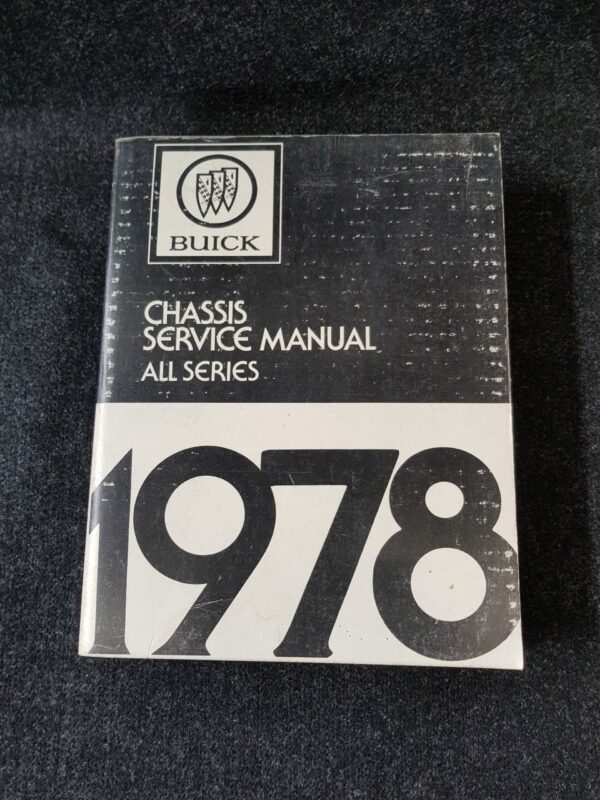 BUICK
CHASSIS
SERVICE MANUAL
ALL SERIES
1978